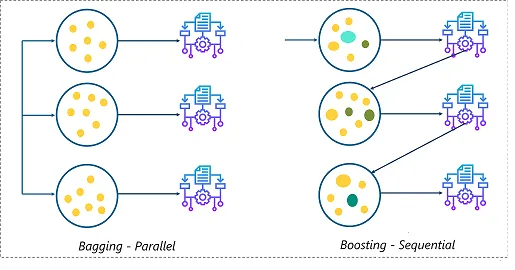 Bagging - Parallel
Boosting - Sequential